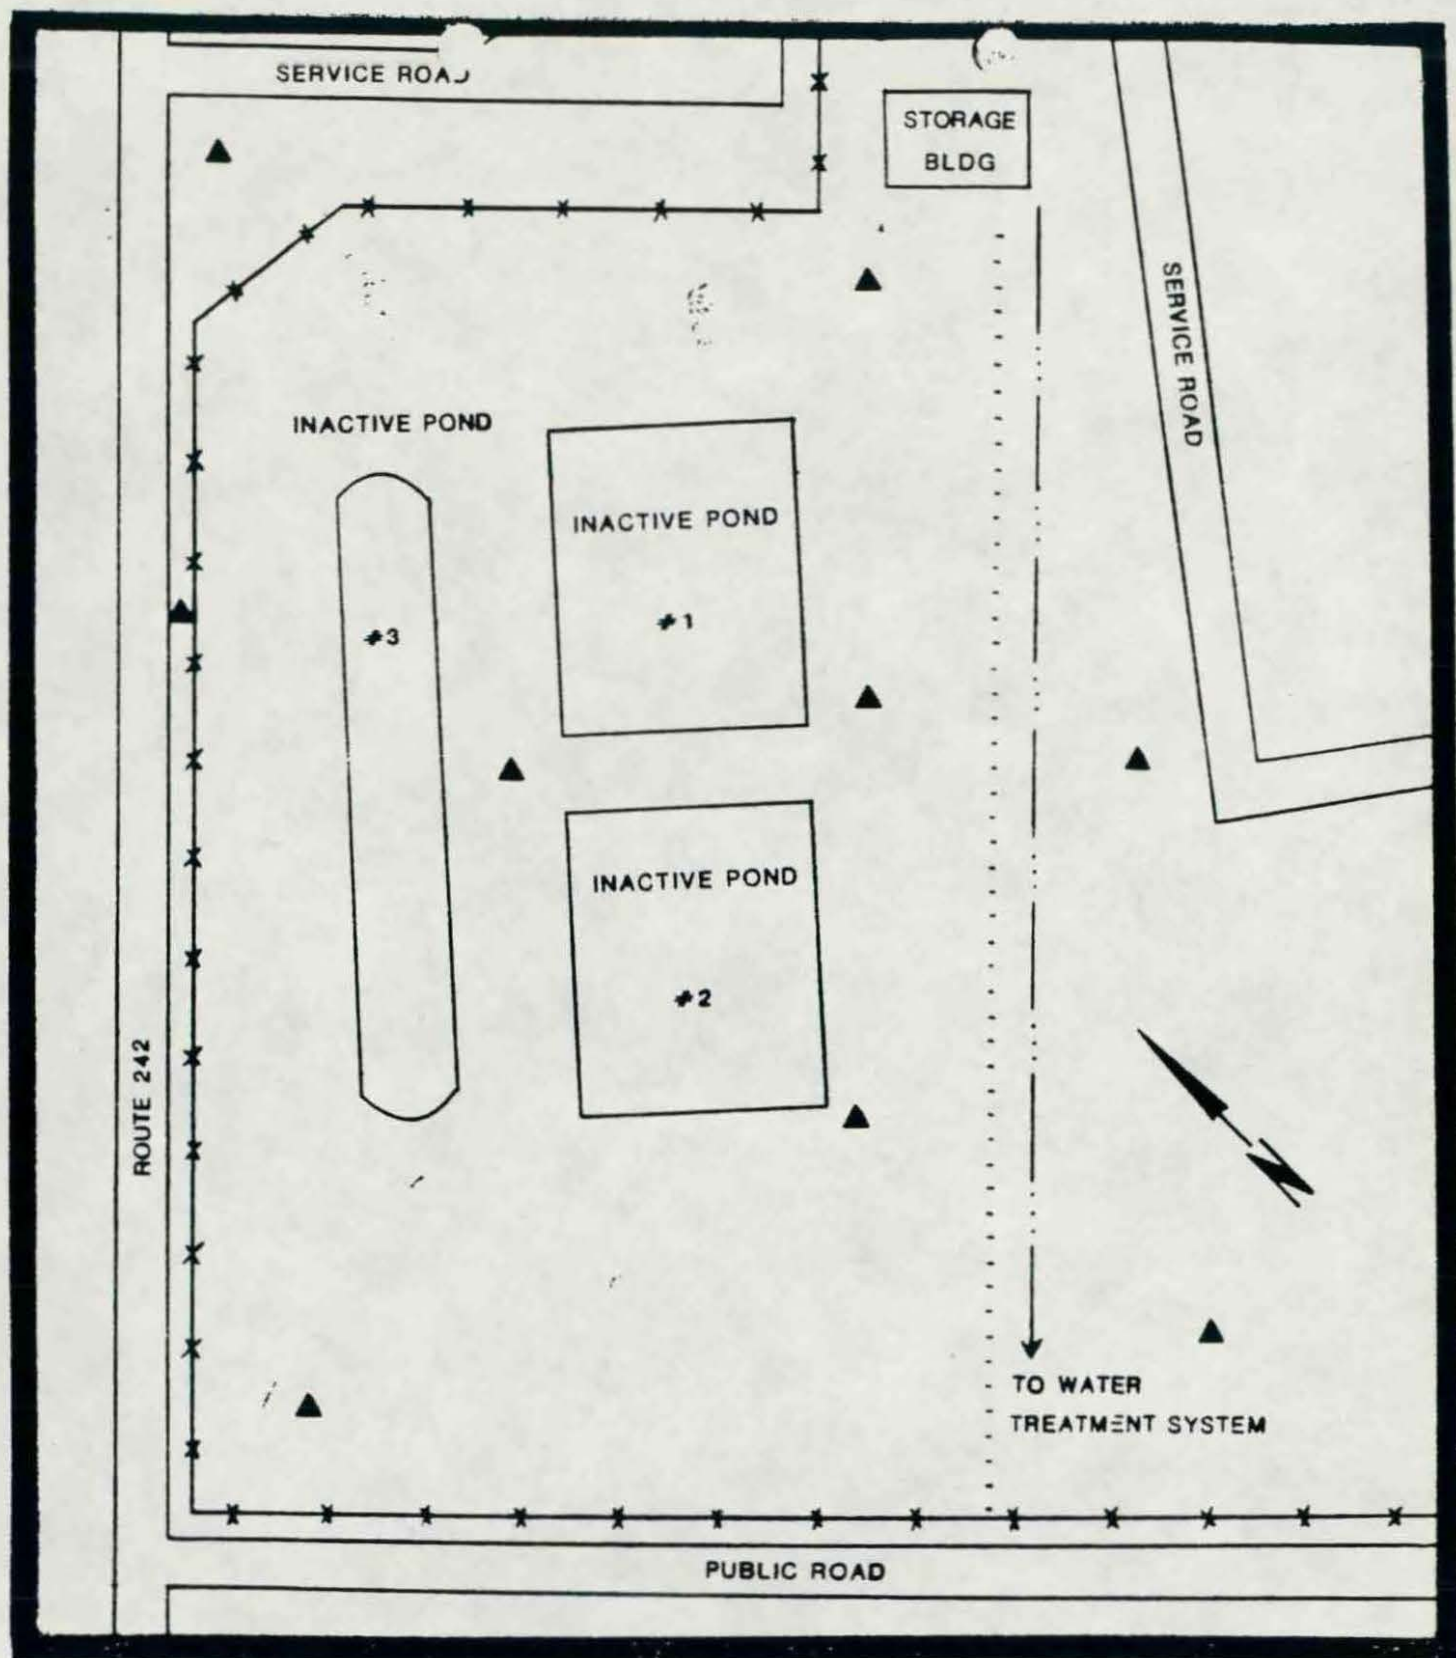 SERVICE ROAD
STORAGE
BLDG
SERVICE ROAD
INACTIVE POND
INACTIVE POND
#1
#3
INACTIVE POND
#2
ROUTE 242
N
TO WATER
TREATMENT SYSTEM
PUBLIC ROAD